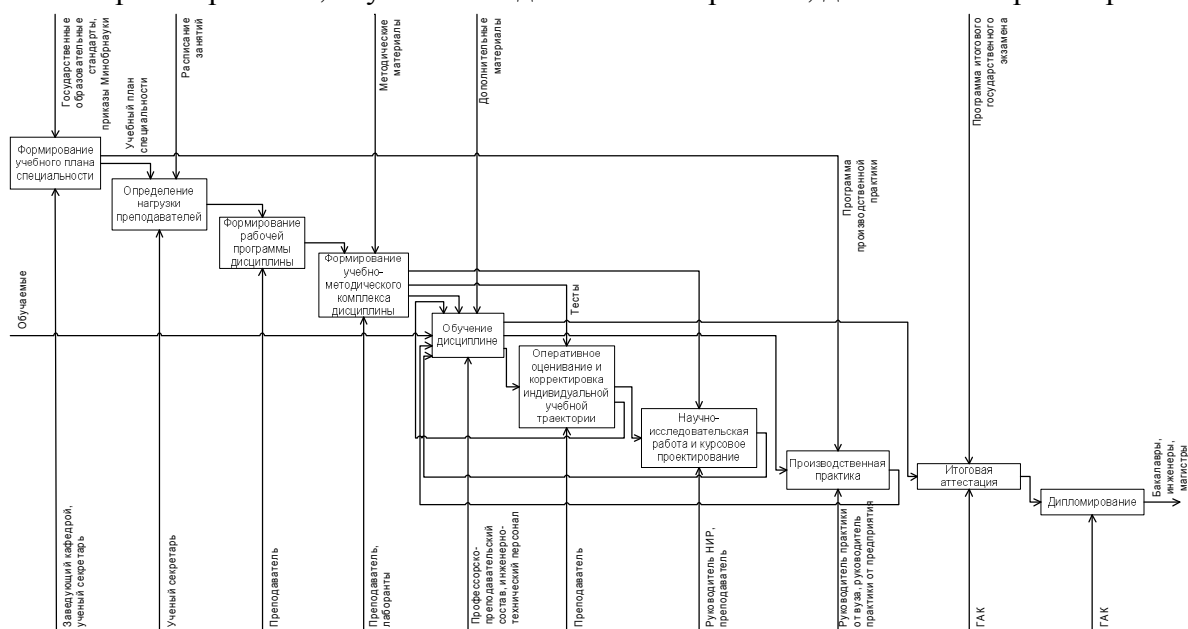 Государственные
образовательные
стандарты,
приказы Минобрнауки
Учебный план
специальности
Расписание
занятий
Методические
материалы
Дополнительные
материалы
Программа итогового
государственного
экзамена
Формирование
учебного плана
специальности
Определение
нагрузки
преподавателей
Формирование
рабочей
программы
дисциплины
Формирование
учебно-
методического
комплекса
дисциплины
Программа
производственной
практики
Обучаемые
Тесты
Обучение
дисциплине
Оперативное
оценивание и
корректировка
индивидуальной
учебной
траектории
Научно-
исследовательская
работа и курсовое
проектирование
Производственная
практика
Итоговая
аттестация
Дипломирование
Бакалавры,
инженеры,
магистры
Заведующий кафедрой,
ученый секретарь
Ученый секретарь
Преподаватель
Преподаватель,
лаборанты
Профессорско-
преподавательский
состав, инженерно-
технический персонал
Преподаватель
Руководитель НИР,
преподаватель
Руководитель практики
от вуза, руководитель
практики от предприятия
ГАК
ГАК